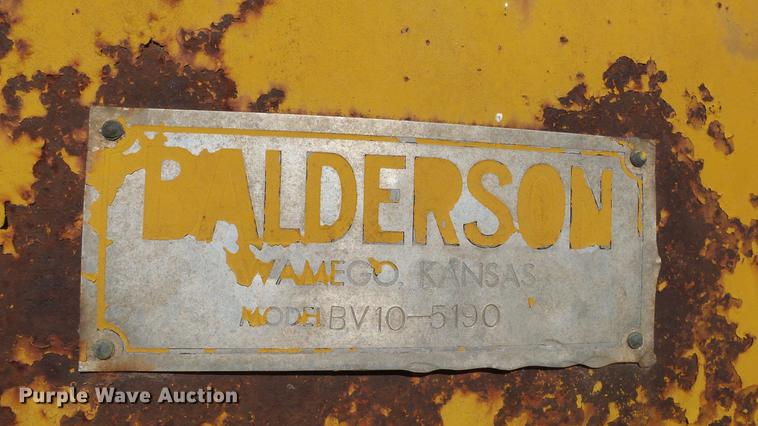 BALDERSON
WAMEGO, KANSAS
MODEL BV10-5190
Purple Wave Auction